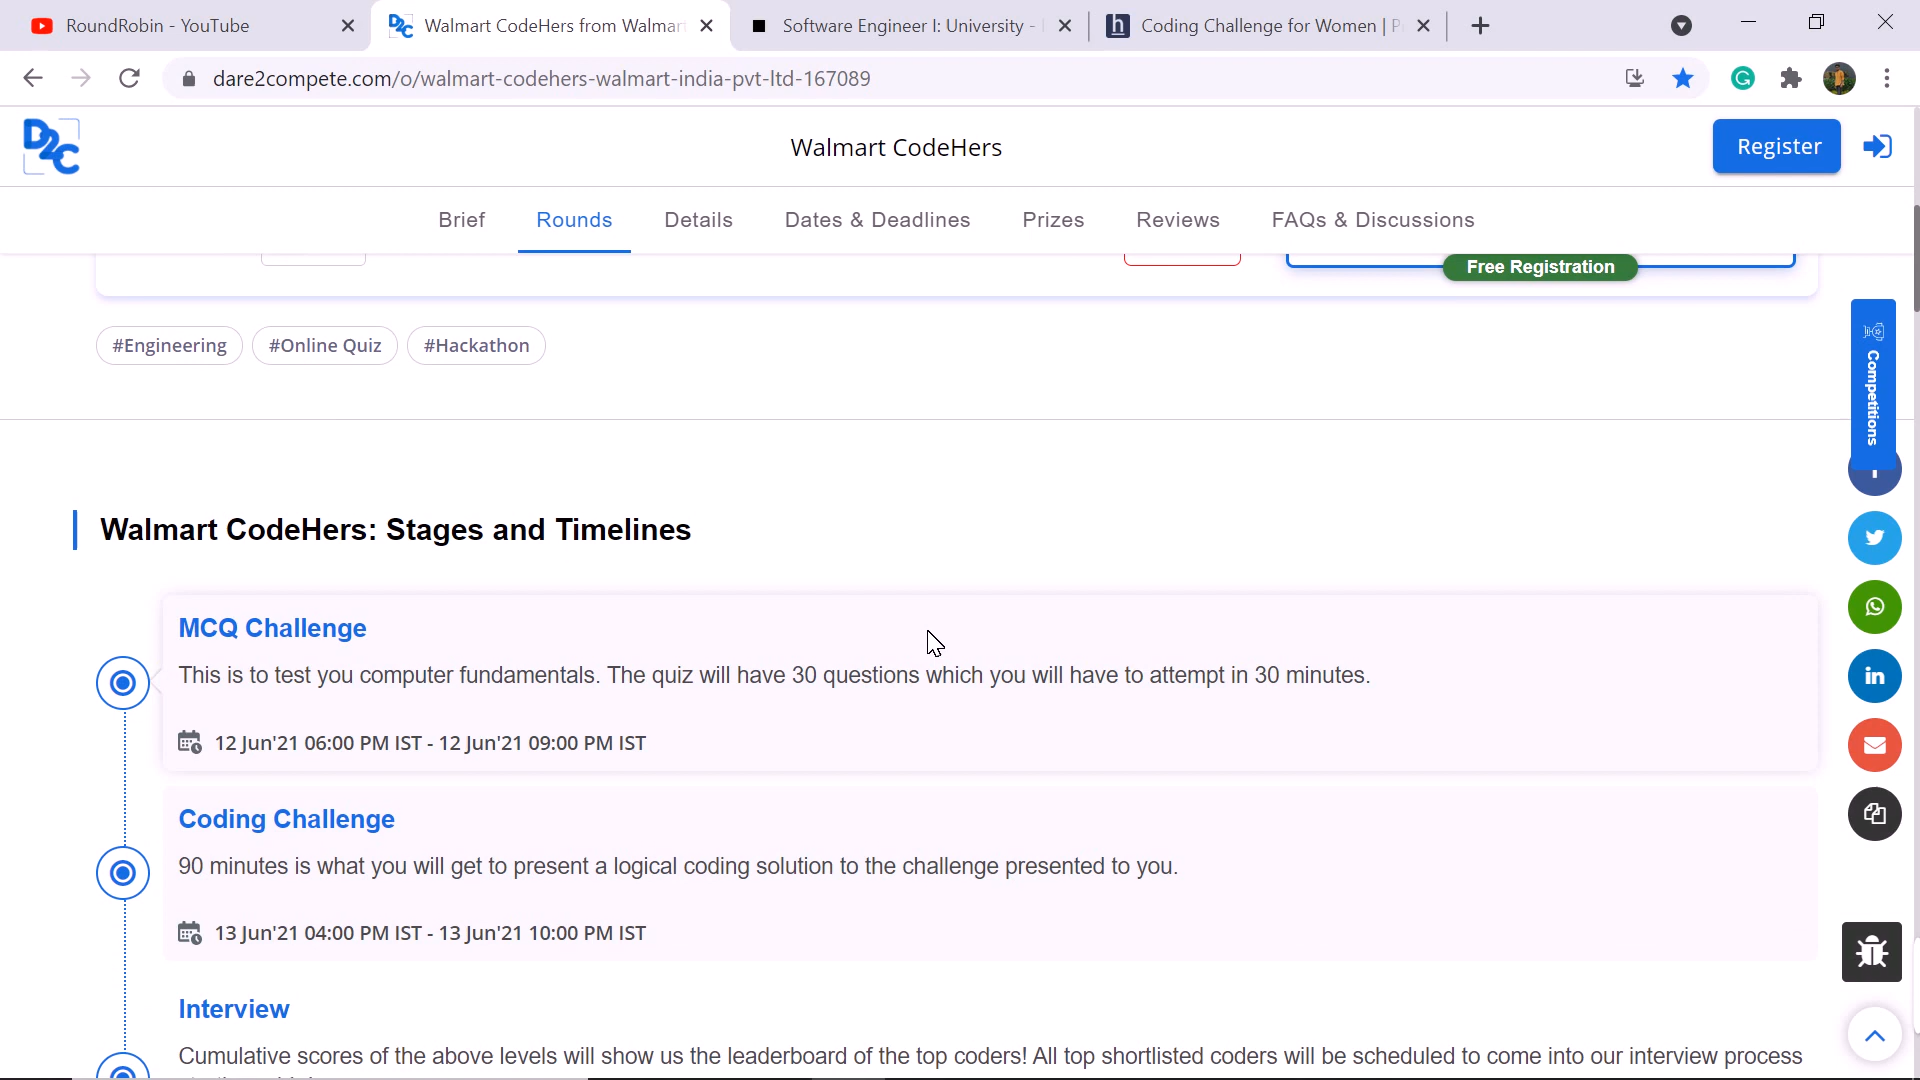 RoundRobin - YouTube
Walmart CodeHers from Walmar
Software Engineer I: University -
Coding Challenge for Women | P
dare2compete.com/o/walmart-codehers-walmart-india-pvt-ltd-167089
D2C
Walmart CodeHers
Register
Brief
Rounds
Details
Dates & Deadlines
Prizes
Reviews
FAQs & Discussions
Free Registration
#Engineering
#Online Quiz
#Hackathon
Competitions
Walmart CodeHers: Stages and Timelines
MCQ Challenge
This is to test you computer fundamentals. The quiz will have 30 questions which you will have to attempt in 30 minutes.
12 Jun'21 06:00 PM IST - 12 Jun'21 09:00 PM IST
Coding Challenge
90 minutes is what you will get to present a logical coding solution to the challenge presented to you.
13 Jun'21 04:00 PM IST - 13 Jun'21 10:00 PM IST
Interview
Cumulative scores of the above levels will show us the leaderboard of the top coders! All top shortlisted coders will be scheduled to come into our interview process